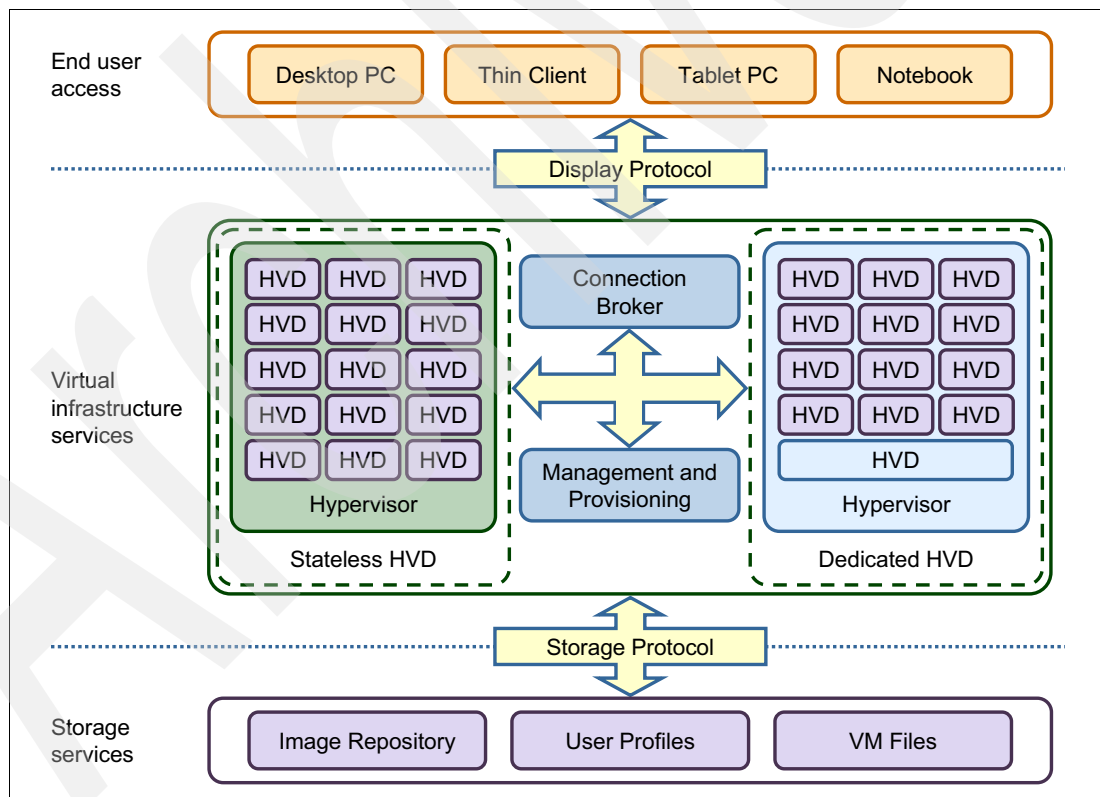 End user
access
Desktop PC
Thin Client
Tablet PC
Notebook
Display Protocol
Virtual
infrastructure
services
HVD HVD HVD
HVD HVD HVD
HVD HVD HVD
HVD HVD HVD
HVD HVD HVD
Hypervisor
Stateless HVD
Connection
Broker
Management and
Provisioning
HVD HVD HVD
HVD HVD HVD
HVD HVD HVD
HVD HVD HVD
HVD
Hypervisor
Dedicated HVD
Storage Protocol
Storage
services
Image Repository
User Profiles
VM Files